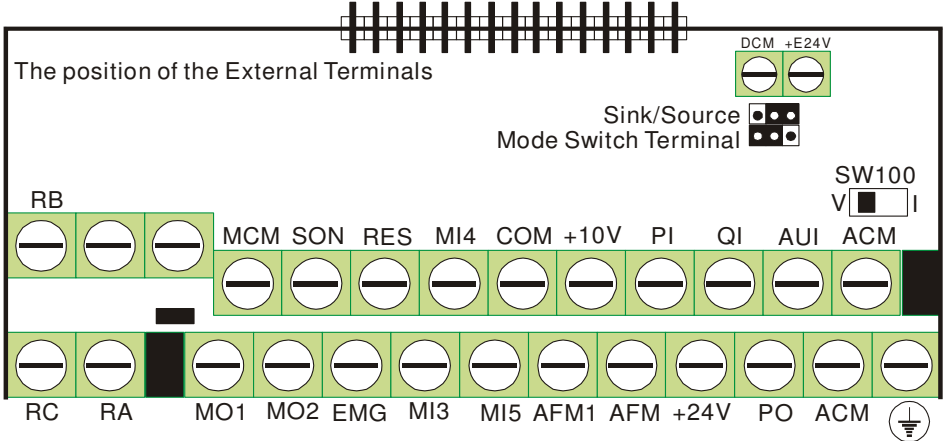 DCM +E24V
The position of the External Terminals
Sink/Source
Mode Switch Terminal
SW100
V I
RB
MCM SON RES MI4 COM +10V PI QI AUI ACM
RC RA MO1 MO2 EMG MI3 MI5 AFM1 AFM +24V PO ACM